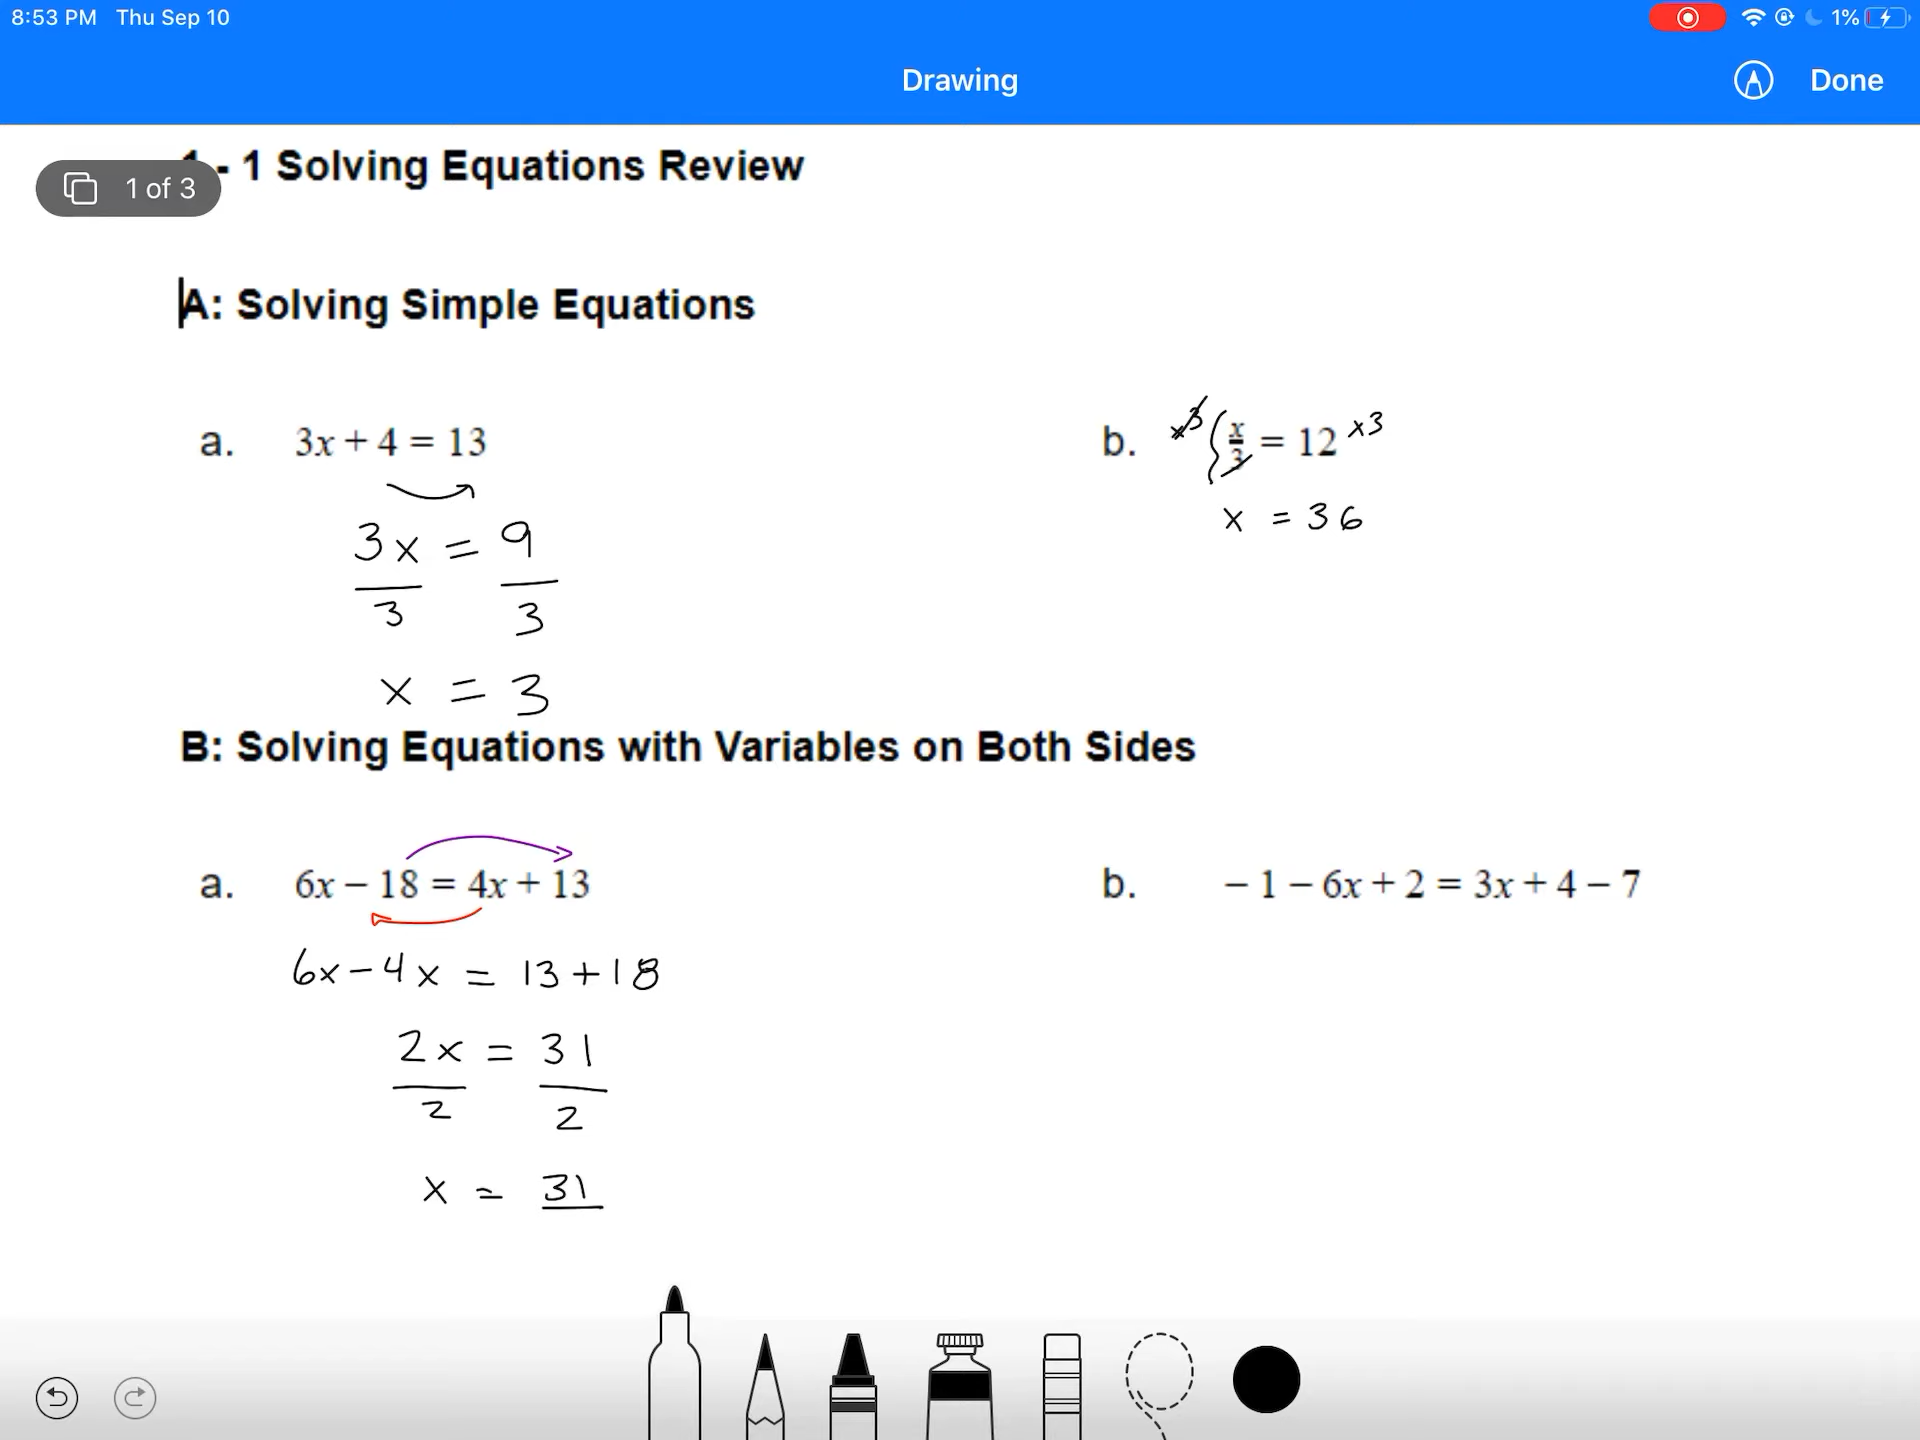 8:53 PM Thu Sep 10
1%
Drawing
Done
1 - 1 Solving Equations Review
1 of 3
A: Solving Simple Equations
a. 3x + 4 = 13
3x = 9
3 3
x = 3
b. x3 ( x/3 = 12 x3
x = 36
B: Solving Equations with Variables on Both Sides
a. 6x − 18 = 4x + 13
6x − 4x = 13 + 18
2x = 31
2 2
x = 31
b. − 1 − 6x + 2 = 3x + 4 − 7